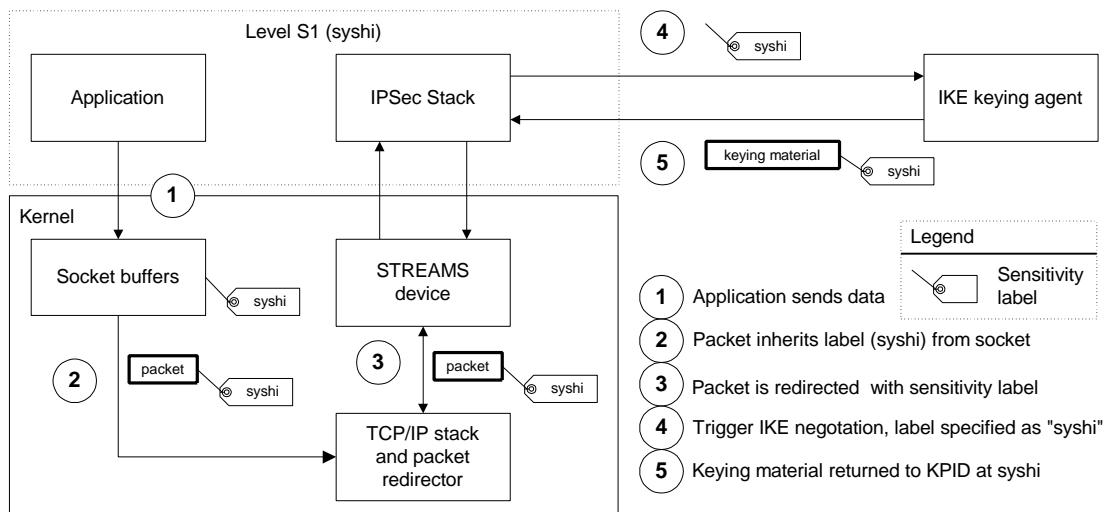 Level S1 (syshi)
4
syshi
Application
IPSec Stack
IKE keying agent
5
keying material
syshi
1
Kernel
Legend
Sensitivity
label
Socket buffers
syshi
STREAMS
device
2
packet
syshi
3
packet
syshi
TCP/IP stack
and packet
redirector
1 Application sends data
2 Packet inherits label (syshi) from socket
3 Packet is redirected with sensitivity label
4 Trigger IKE negotation, label specified as "syshi"
5 Keying material returned to KPID at syshi